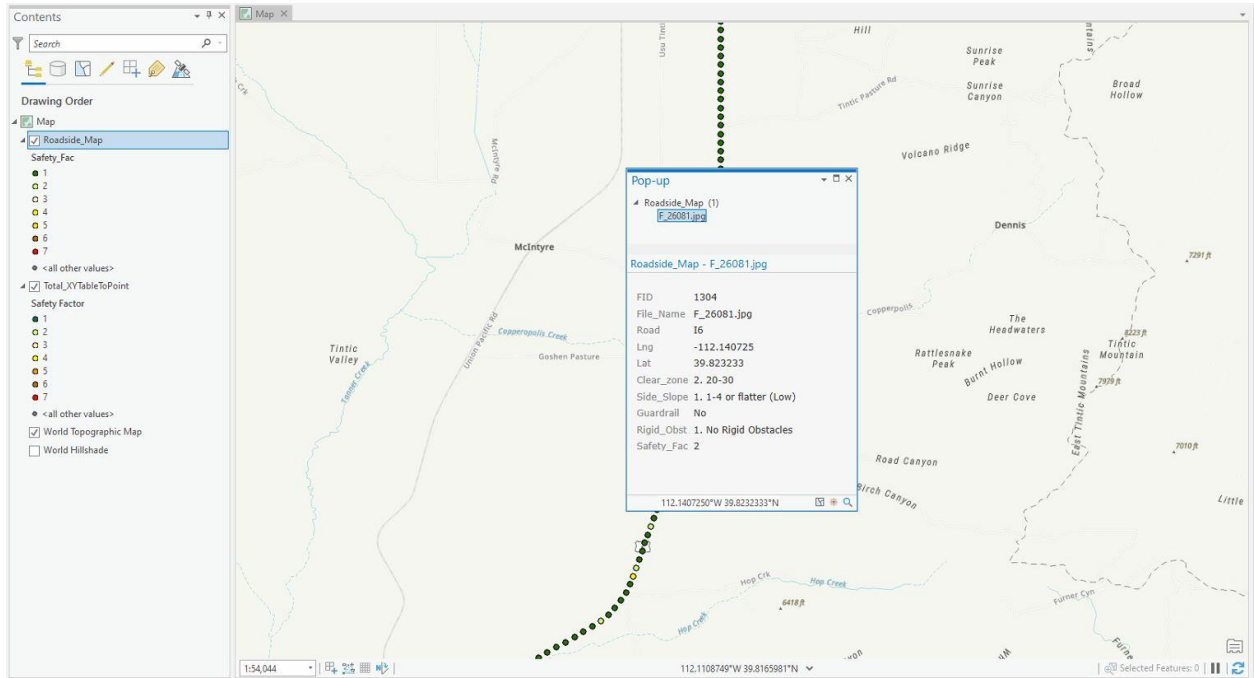 Contents
Search
Drawing Order
Map
Roadside_Map
Safety_Fac
1
2
3
4
5
6
7
<all other values>
Total_XYTableToPoint
Safety Factor
1
2
3
4
5
6
7
<all other values>
World Topographic Map
World Hillshade
Map
Hill
Sunrise
Peak
Sunrise
Canyon
Broad
Hollow
Tintic Pasture Rd
Volcano Ridge
McIntyre Rd
McIntyre
Dennis
7291 ft
Copperopolis
The
Headwaters
8223 ft
Tintic
Mountain
Rattlesnake
Peak
Burnt Hollow
7979 ft
Deer Cove
East Tintic Mountains
Union Pacific Rd
Copperopolis Creek
Goshen Pasture
Tintic
Valley
Tanner Creek
7010 ft
Road Canyon
Birch Canyon
Little
Hop Crk
Hop Creek
6418 ft
Hop Creek
Furner Cyn
Pop-up
Roadside_Map (1)
F_26081.jpg
Roadside_Map - F_26081.jpg
FID 1304
File_Name F_26081.jpg
Road I6
Lng -112.140725
Lat 39.823233
Clear_zone 2. 20-30
Side_Slope 1. 1-4 or flatter (Low)
Guardrail No
Rigid_Obst 1. No Rigid Obstacles
Safety_Fac 2
112.1407250°W 39.8232333°N
1:54,044
112.1108749°W 39.8165981°N
Selected Features: 0